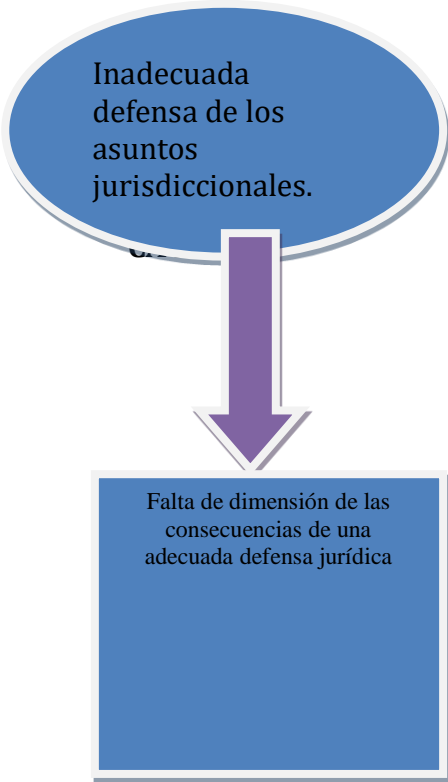 Inadecuada
defensa de los
asuntos
jurisdiccionales.
Falta de dimensión de las
consecuencias de una
adecuada defensa jurídica